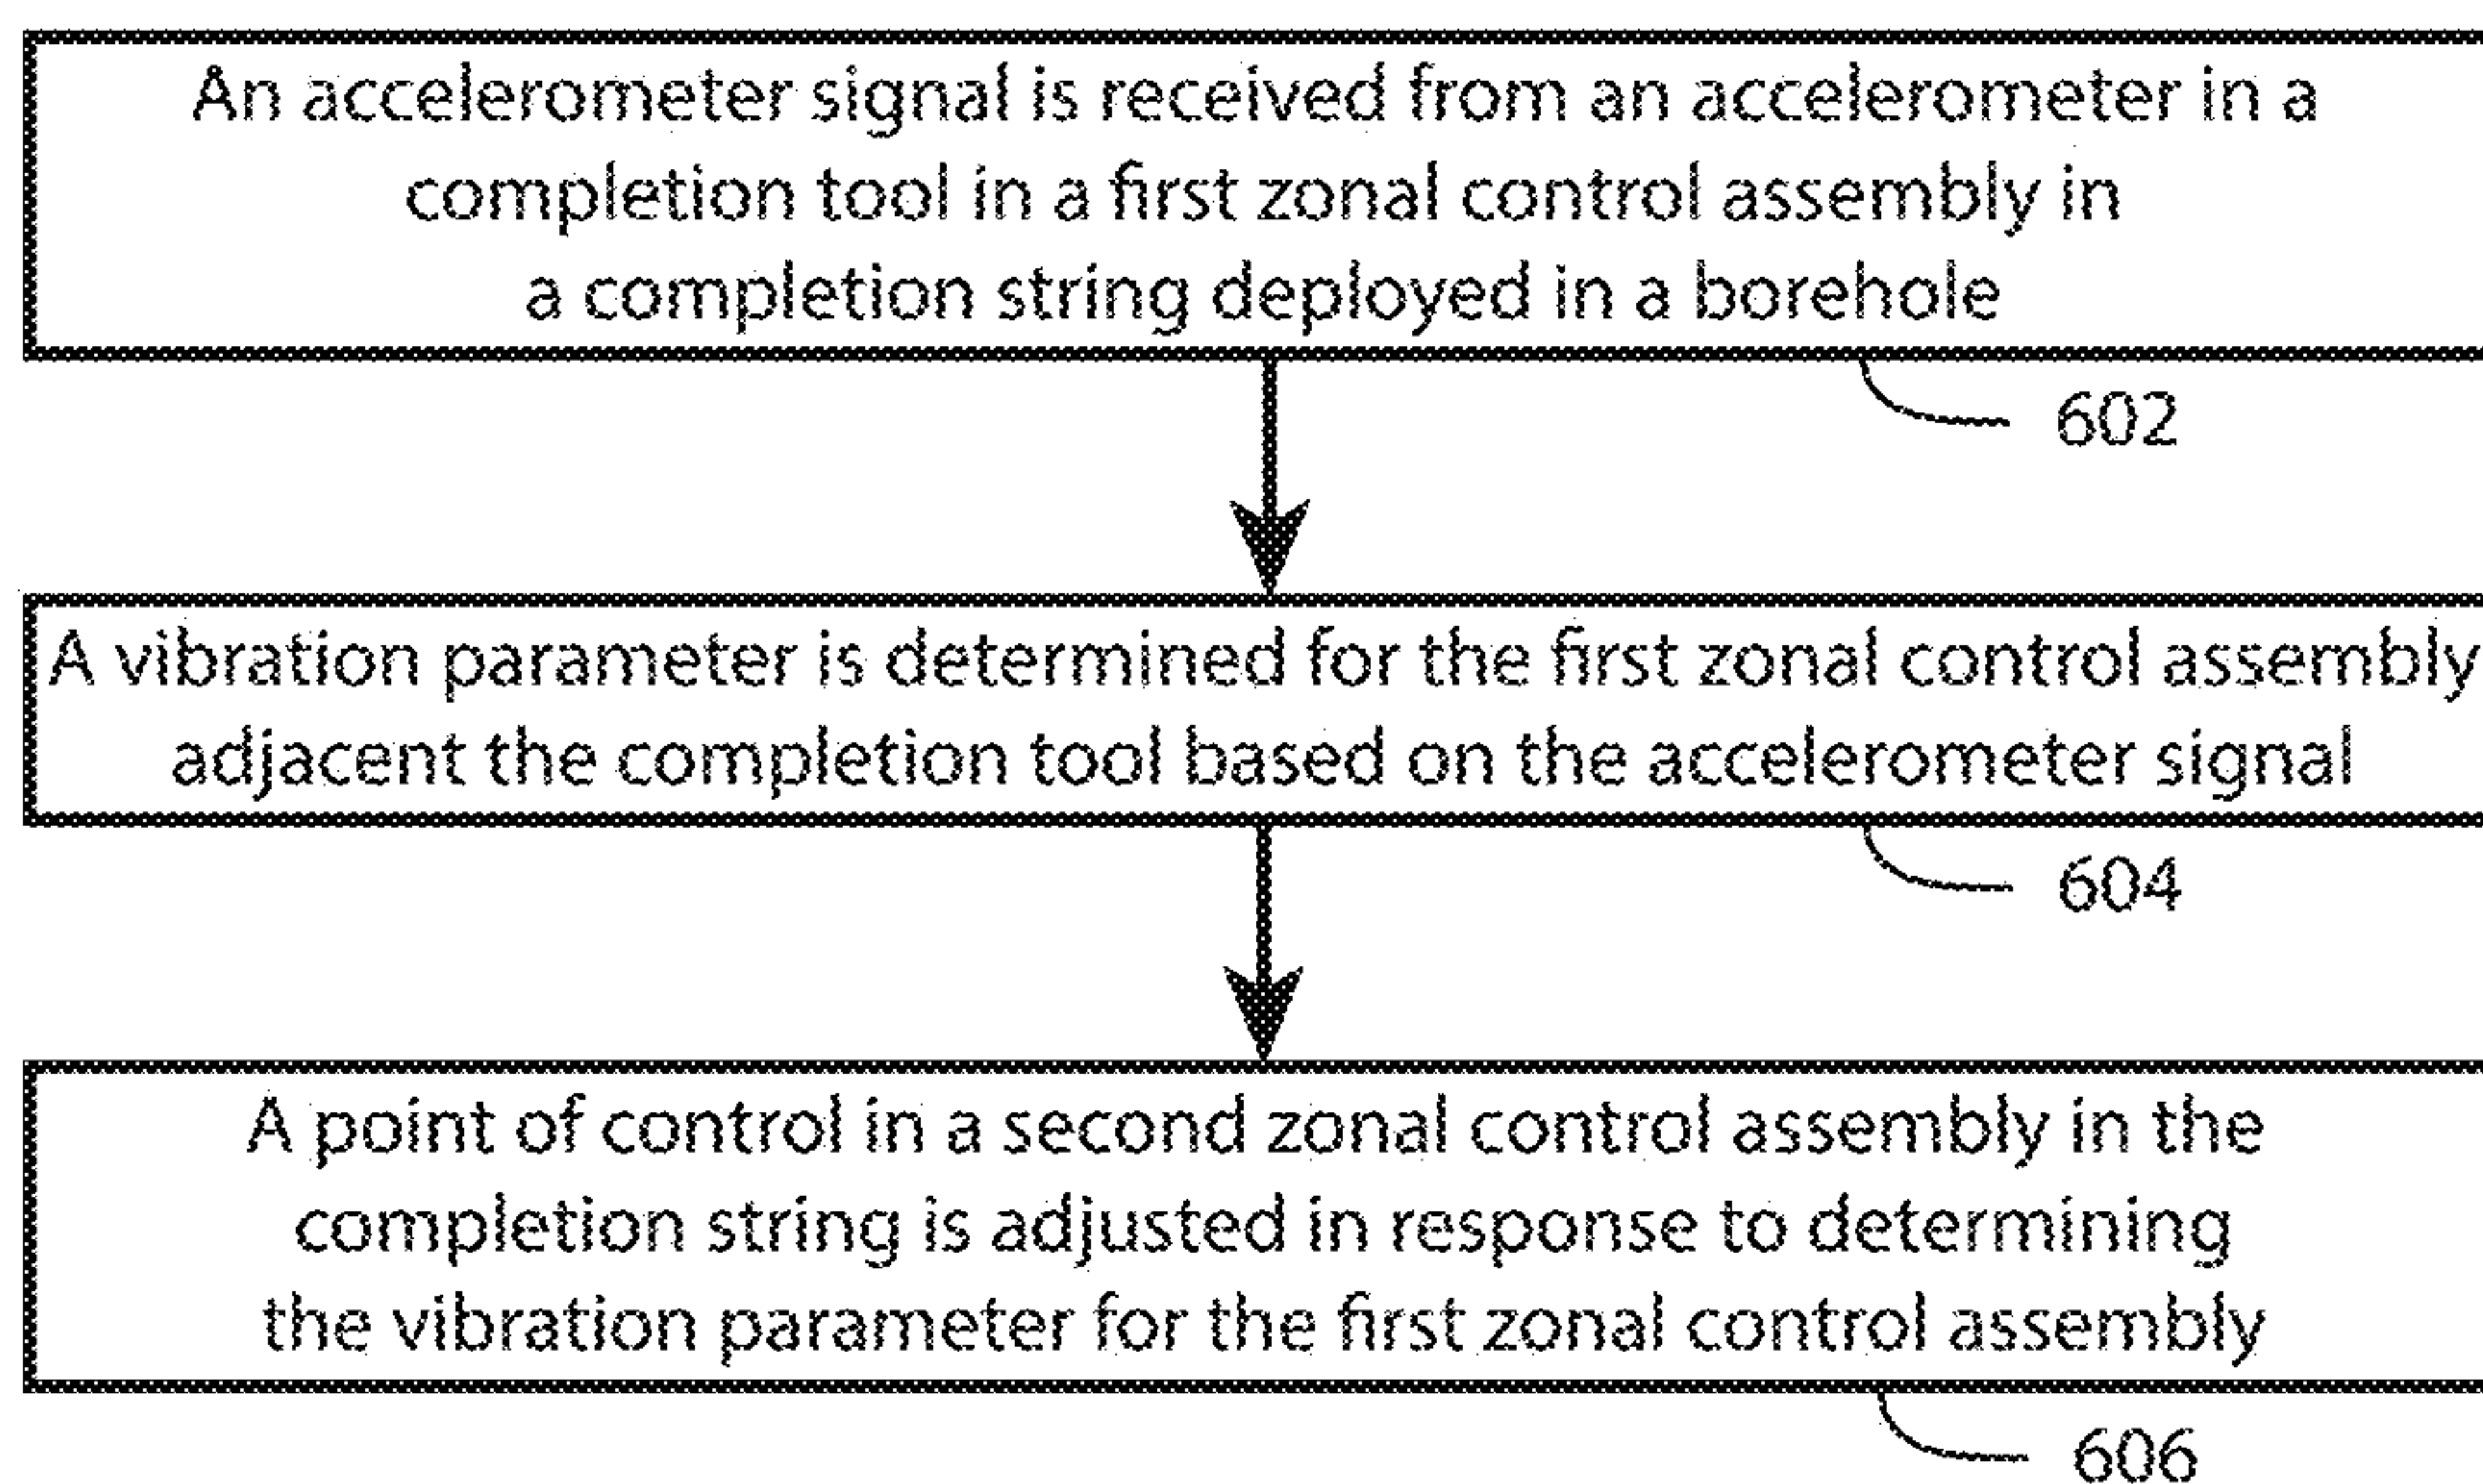 An accelerometer signal is received from an accelerometer in a
completion tool in a first zonal control assembly in
a completion string deployed in a borehole
602
A vibration parameter is determined for the first zonal control assembly
adjacent the completion tool based on the accelerometer signal
604
A point of control in a second zonal control assembly in the
completion string is adjusted in response to determining
the vibration parameter for the first zonal control assembly
606